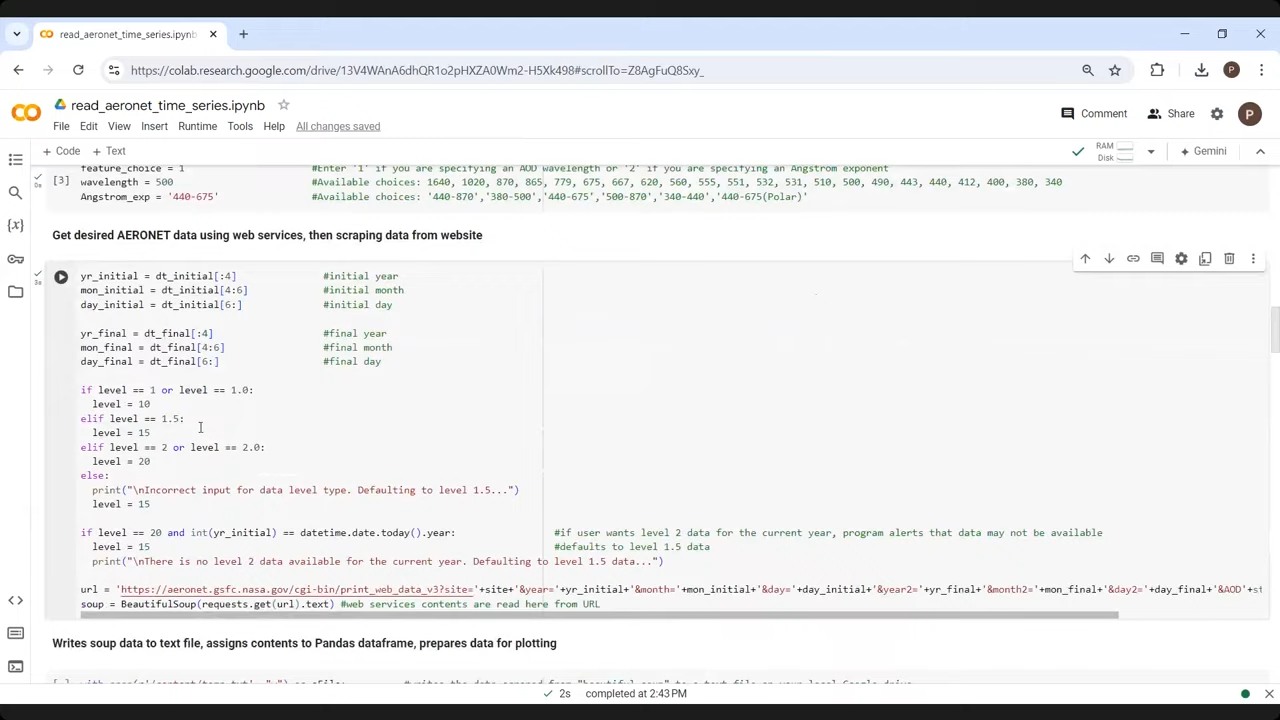 read_aeronet_time_series.ipynb
https://colab.research.google.com/drive/13V4WAnA6dhQR1o2pHXZA0Wm2-H5Xk498#scrollTo=Z8AgFuQ8Sxy_
P
read_aeronet_time_series.ipynb
Comment
Share
P
File Edit View Insert Runtime Tools Help All changes saved
+ Code + Text
RAM
Disk
Gemini
feature_choice = 1 #Enter '1' if you are specifying an AOD wavelength or '2' if you are specifying an Angstrom exponent
[3] wavelength = 500 #Available choices: 1640, 1020, 870, 865, 779, 675, 667, 620, 560, 555, 551, 532, 531, 510, 500, 490, 443, 440, 412, 400, 380, 340
0s
Angstrom_exp = '440-675' #Available choices: '440-870','380-500','440-675','500-870','340-440','440-675(Polar)'
Get desired AERONET data using web services, then scraping data from website
3s
yr_initial = dt_initial[:4] #initial year
mon_initial = dt_initial[4:6] #initial month
day_initial = dt_initial[6:] #initial day
yr_final = dt_final[:4] #final year
mon_final = dt_final[4:6] #final month
day_final = dt_final[6:] #final day
if level == 1 or level == 1.0:
level = 10
elif level == 1.5:
level = 15
elif level == 2 or level == 2.0:
level = 20
else:
print("\nIncorrect input for data level type. Defaulting to level 1.5...")
level = 15
if level == 20 and int(yr_initial) == datetime.date.today().year: #if user wants level 2 data for the current year, program alerts that data may not be available
level = 15 #defaults to level 1.5 data
print("\nThere is no level 2 data available for the current year. Defaulting to level 1.5 data...")
url = 'https://aeronet.gsfc.nasa.gov/cgi-bin/print_web_data_v3?site='+site+'&year='+yr_initial+'&month='+mon_initial+'&day='+day_initial+'&year2='+yr_final+'&month2='+mon_final+'&day2='+day_final+'&AOD'+st
soup = BeautifulSoup(requests.get(url).text) #web services contents are read here from URL
Writes soup data to text file, assigns contents to Pandas dataframe, prepares data for plotting
2s completed at 2:43 PM